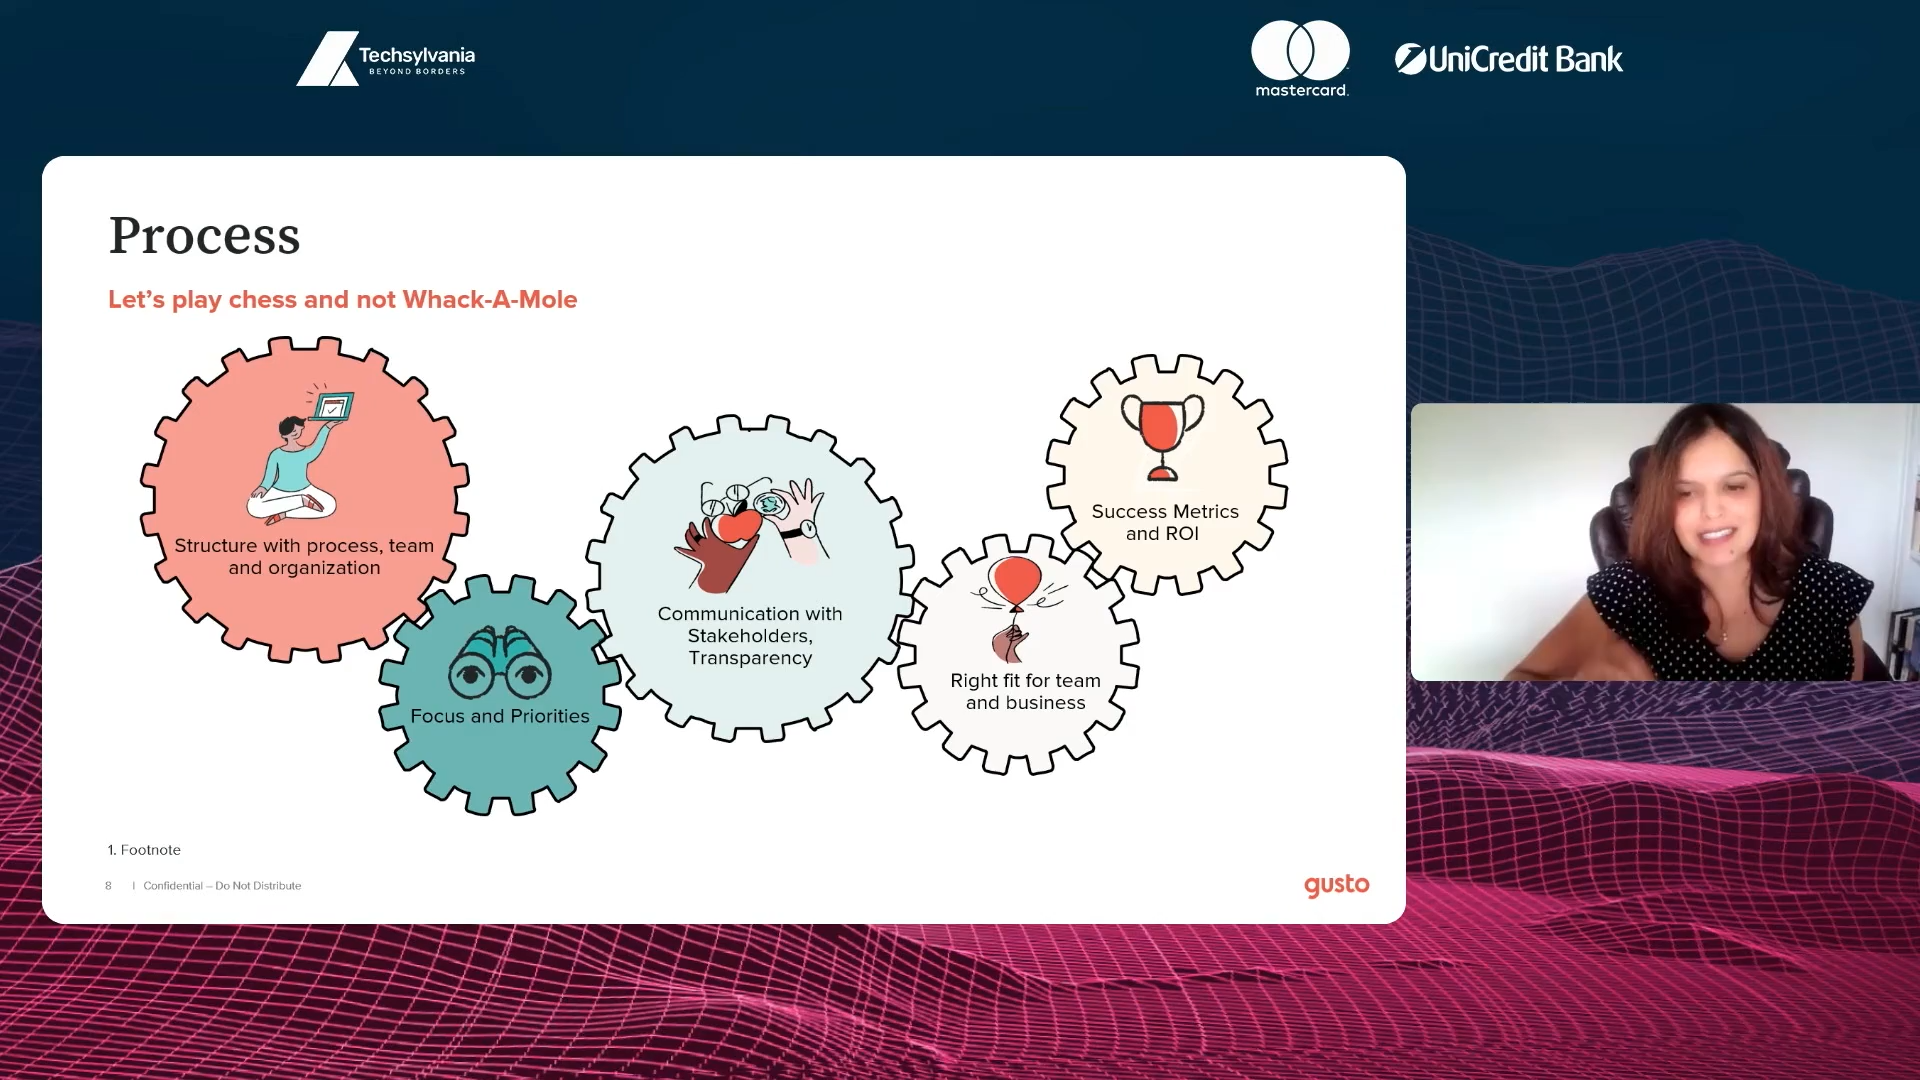 Techsylvania
BEYOND BORDERS
mastercard.
UniCredit Bank
Process
Let's play chess and not Whack-A-Mole
Structure with process, team
and organization
Focus and Priorities
Communication with
Stakeholders,
Transparency
Right fit for team
and business
Success Metrics
and ROI
1. Footnote
8 | Confidential – Do Not Distribute
gusto